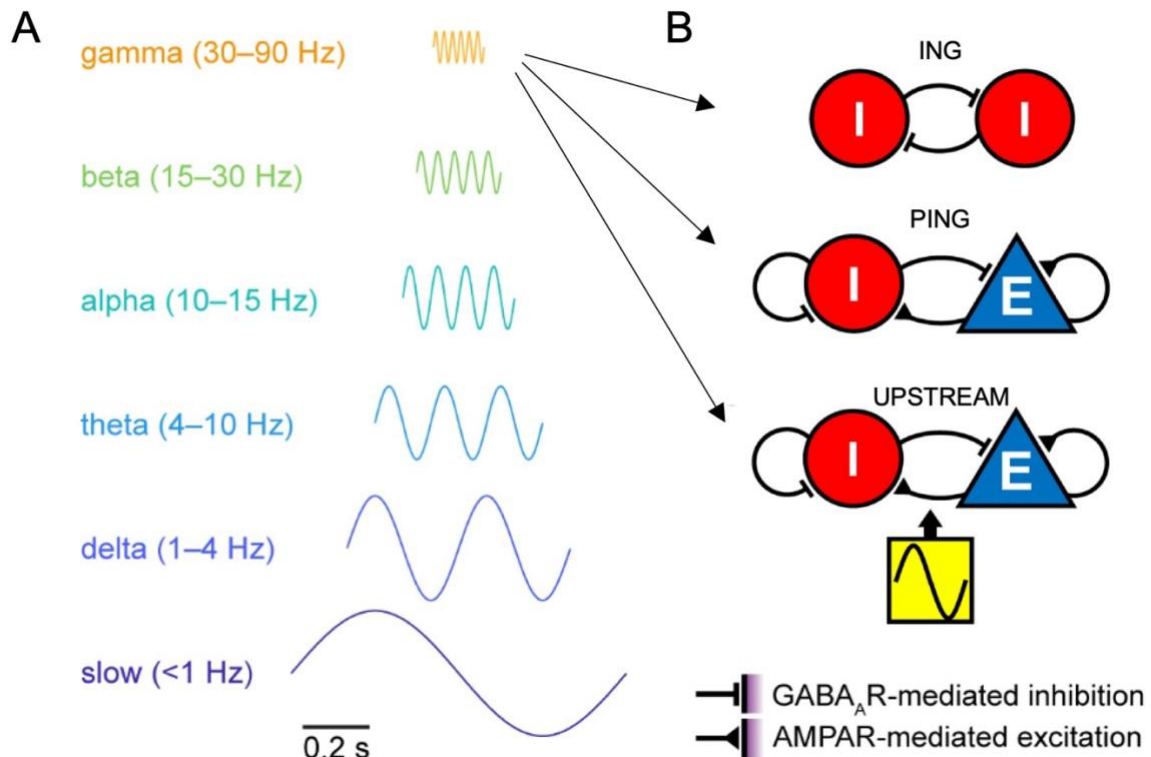 A
gamma (30–90 Hz)
beta (15–30 Hz)
alpha (10–15 Hz)
theta (4–10 Hz)
delta (1–4 Hz)
slow (<1 Hz)
0.2 s
B
ING
I I
PING
I E
UPSTREAM
I E
GABAAR-mediated inhibition
AMPAR-mediated excitation